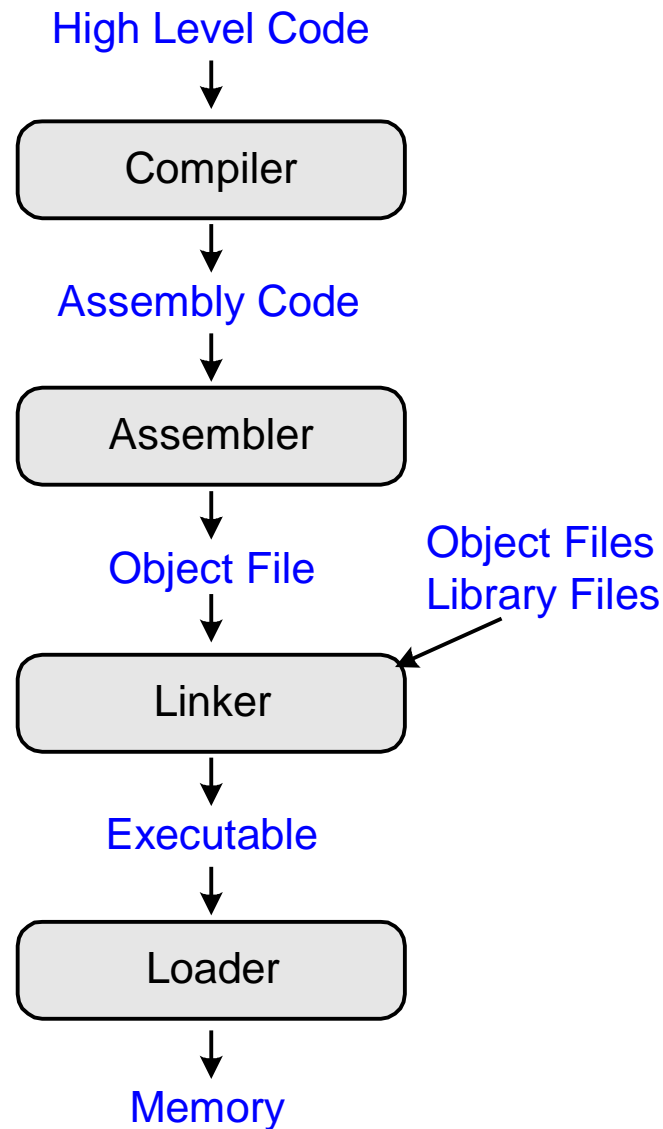 High Level Code
Compiler
Assembly Code
Assembler
Object File
Object Files
Library Files
Linker
Executable
Loader
Memory